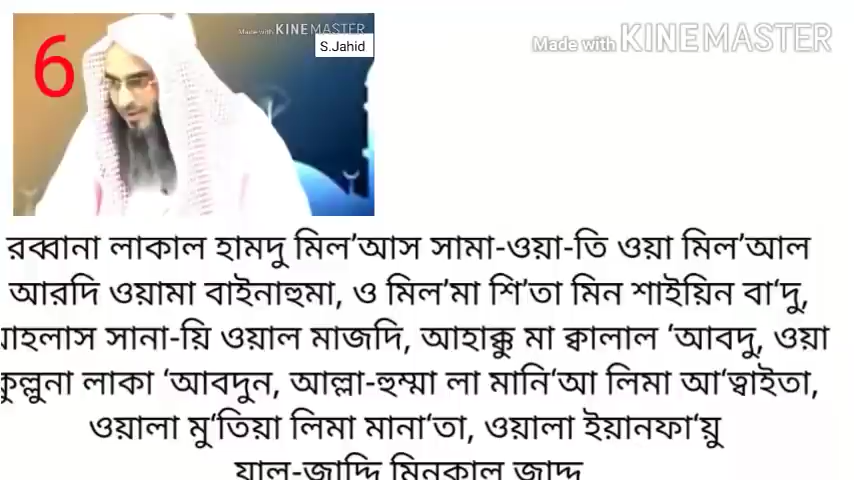 6
Made with KINEMASTER
S.Jahid
Made with KINEMASTER
রব্বানা লাকাল হামদু মিল’আস সামা-ওয়া-তি ওয়া মিল’আল
আরদি ওয়ামা বাইনাহুমা, ও মিল’মা শি’তা মিন শাইয়িন বা‘দু,
সানা-য়ি ওয়াল মাজদি, আহাক্কু মা ক্বালাল ‘আবদু, ওয়া
কুল্লুনা লাকা ‘আবদুন, আল্লা-হুম্মা লা মানি‘আ লিমা আ‘ত্বাইতা,
ওয়ালা মু‘তিয়া লিমা মানা‘তা, ওয়ালা ইয়ানফা‘য়ু
যাল-জাদ্দি মিনকাল জাদ্দ